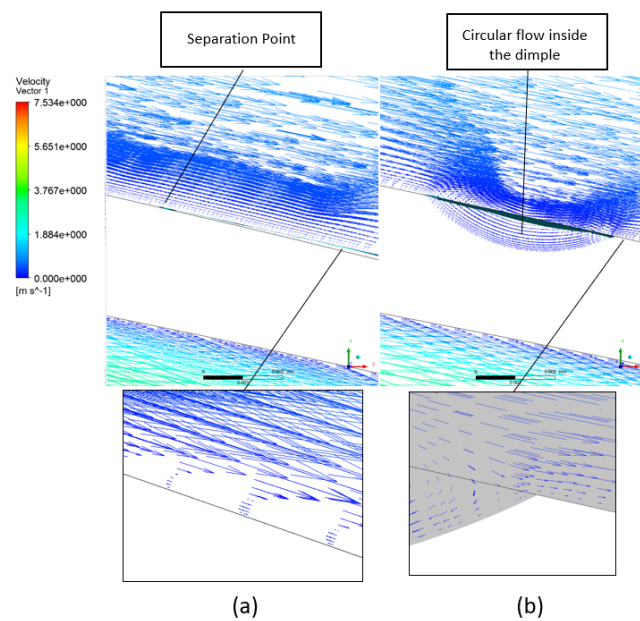 Separation Point
Circular flow inside
the dimple
Velocity
Vector 1
7.534e+000
5.651e+000
3.767e+000
1.884e+000
0.000e+000
[m s^-1]
(a)
(b)